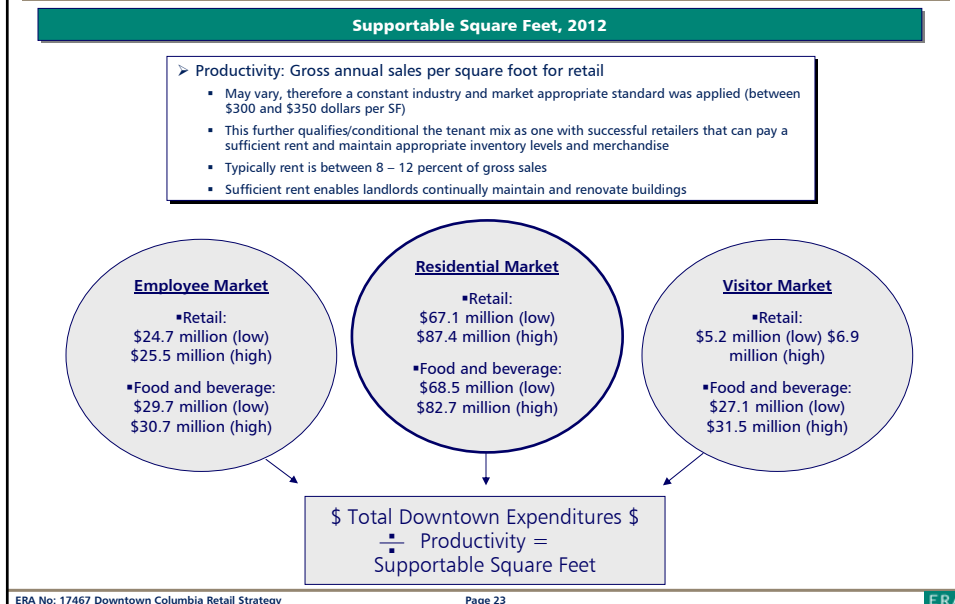 Supportable Square Feet, 2012
➢ Productivity: Gross annual sales per square foot for retail
▪ May vary, therefore a constant industry and market appropriate standard was applied (between
$300 and $350 dollars per SF)
▪ This further qualifies/conditional the tenant mix as one with successful retailers that can pay a
sufficient rent and maintain appropriate inventory levels and merchandise
▪ Typically rent is between 8 – 12 percent of gross sales
▪ Sufficient rent enables landlords continually maintain and renovate buildings
Employee Market
▪Retail:
$24.7 million (low)
$25.5 million (high)
▪Food and beverage:
$29.7 million (low)
$30.7 million (high)
Residential Market
▪Retail:
$67.1 million (low)
$87.4 million (high)
▪Food and beverage:
$68.5 million (low)
$82.7 million (high)
Visitor Market
▪Retail:
$5.2 million (low) $6.9
million (high)
▪Food and beverage:
$27.1 million (low)
$31.5 million (high)
$ Total Downtown Expenditures $
÷ Productivity =
Supportable Square Feet
ERA No: 17467 Downtown Columbia Retail Strategy
Page 23
ERA